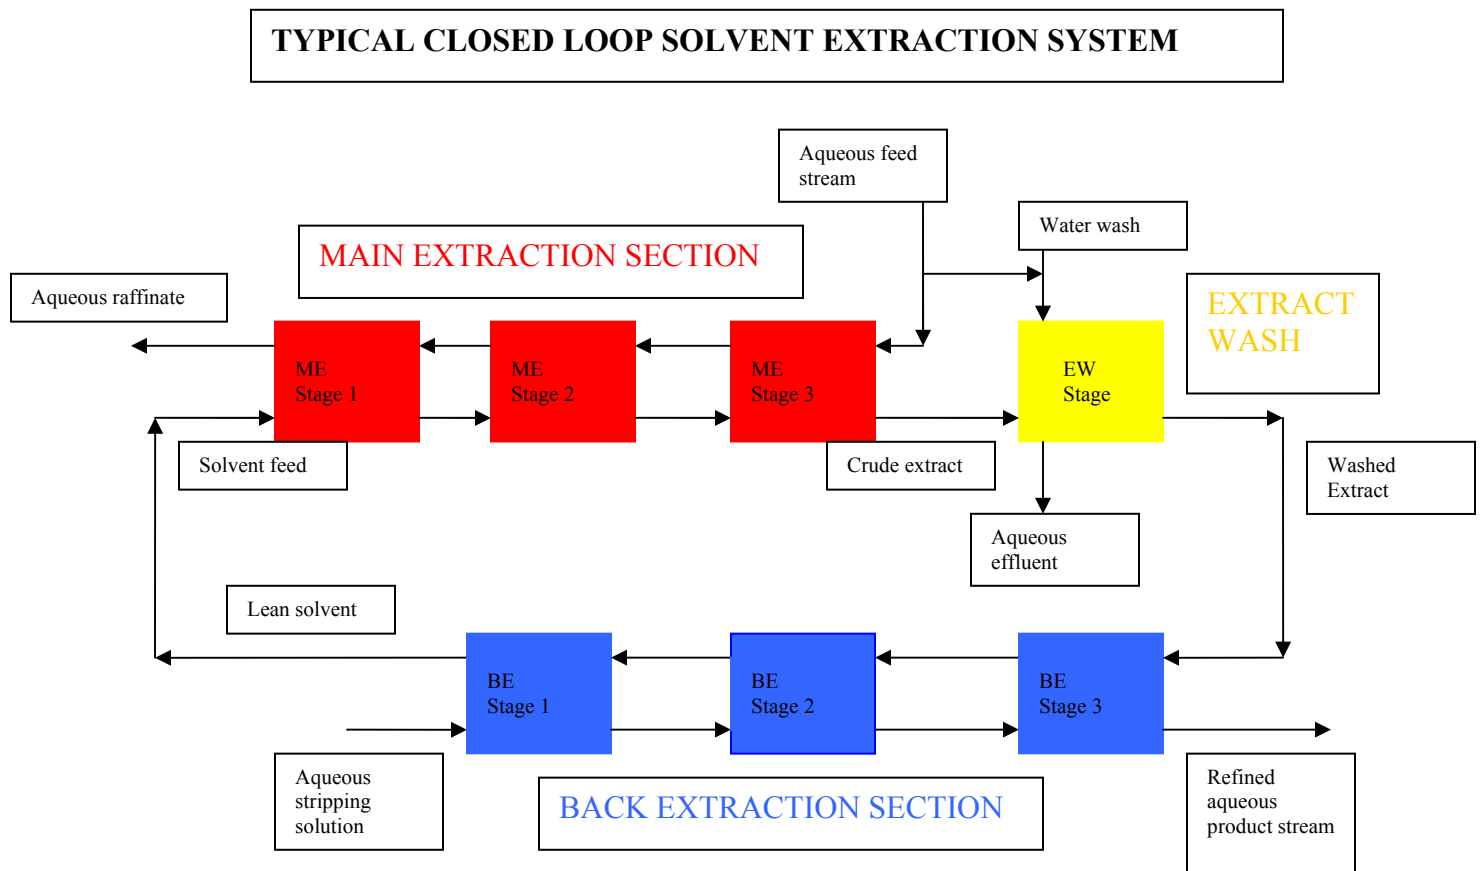 TYPICAL CLOSED LOOP SOLVENT EXTRACTION SYSTEM
Aqueous feed
stream
Water wash
MAIN EXTRACTION SECTION
Aqueous raffinate
EXTRACT
WASH
ME
Stage 1
ME
Stage 2
ME
Stage 3
EW
Stage
Solvent feed
Crude extract
Washed
Extract
Aqueous
effluent
Lean solvent
BE
Stage 1
BE
Stage 2
BE
Stage 3
Aqueous
stripping
solution
BACK EXTRACTION SECTION
Refined
aqueous
product stream